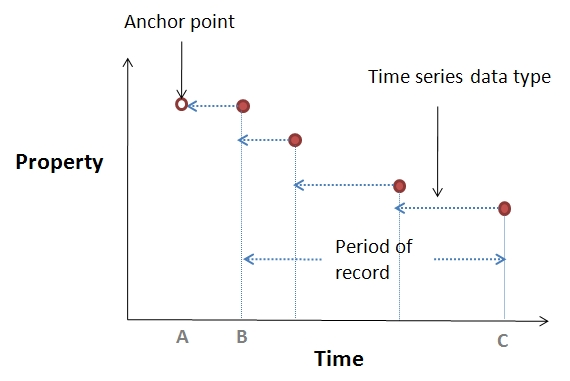 Anchor point
Time series data type
Property
Period of
record
A
B
C
Time